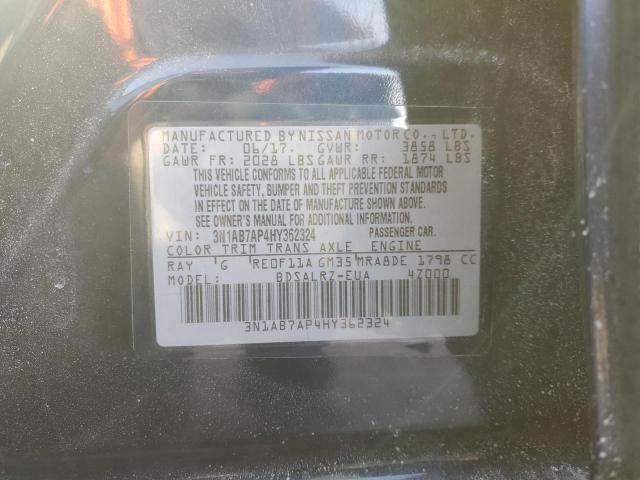 MANUFACTURED BY NISSAN MOTOR CO., LTD.
DATE: 06/17. GVWR: 3858 LBS
GAWR FR: 2028 LBS GAWR RR: 1874 LBS
THIS VEHICLE CONFORMS TO ALL APPLICABLE FEDERAL MOTOR
VEHICLE SAFETY, BUMPER AND THEFT PREVENTION STANDARDS
IN EFFECT ON THE DATE OF MANUFACTURE SHOWN ABOVE.
SEE OWNER'S MANUAL FOR ADDITIONAL INFORMATION.
VIN: 3N1AB7AP4HY362324 PASSENGER CAR.
COLOR TRIM TRANS AXLE ENGINE
RAY G RE0F11A GM35 MRA8DE 1798 CC
MODEL: BDSALRZ-EUA 4Z000
3N1AB7AP4HY362324